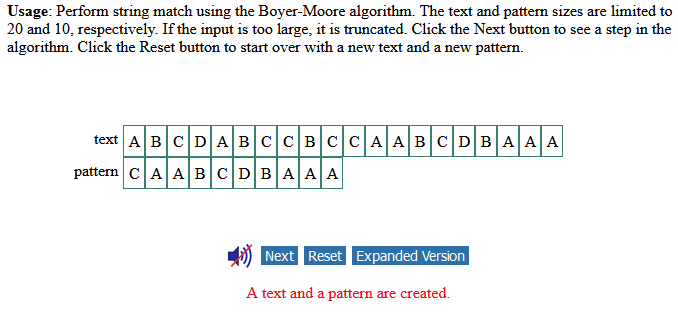 Usage: Perform string match using the Boyer-Moore algorithm. The text and pattern sizes are limited to
20 and 10, respectively. If the input is too large, it is truncated. Click the Next button to see a step in the
algorithm. Click the Reset button to start over with a new text and a new pattern.
text A B C D A B C C B C C A A B C D B A A A
pattern C A A B C D B A A A
Next Reset Expanded Version
A text and a pattern are created.